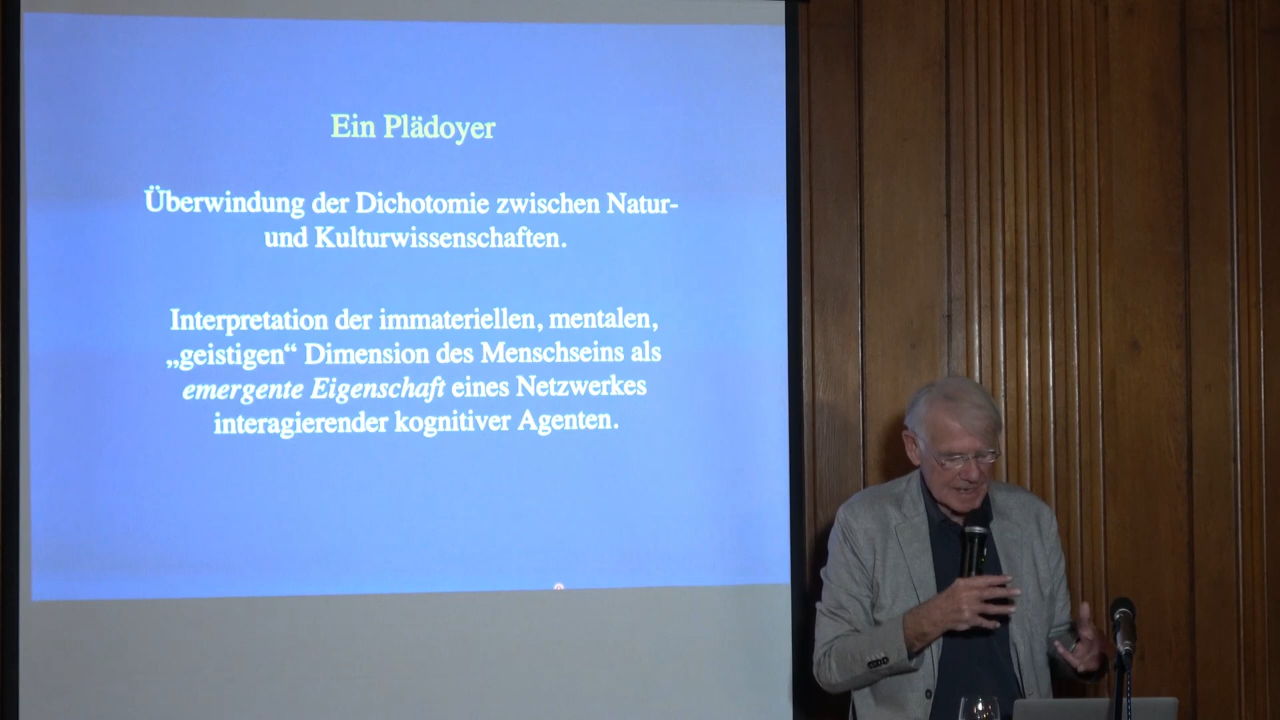 Ein Plädoyer
Überwindung der Dichotomie zwischen Natur-
und Kulturwissenschaften.
Interpretation der immateriellen, mentalen,
„geistigen“ Dimension des Menschseins als
emergente Eigenschaft eines Netzwerkes
interagierender kognitiver Agenten.